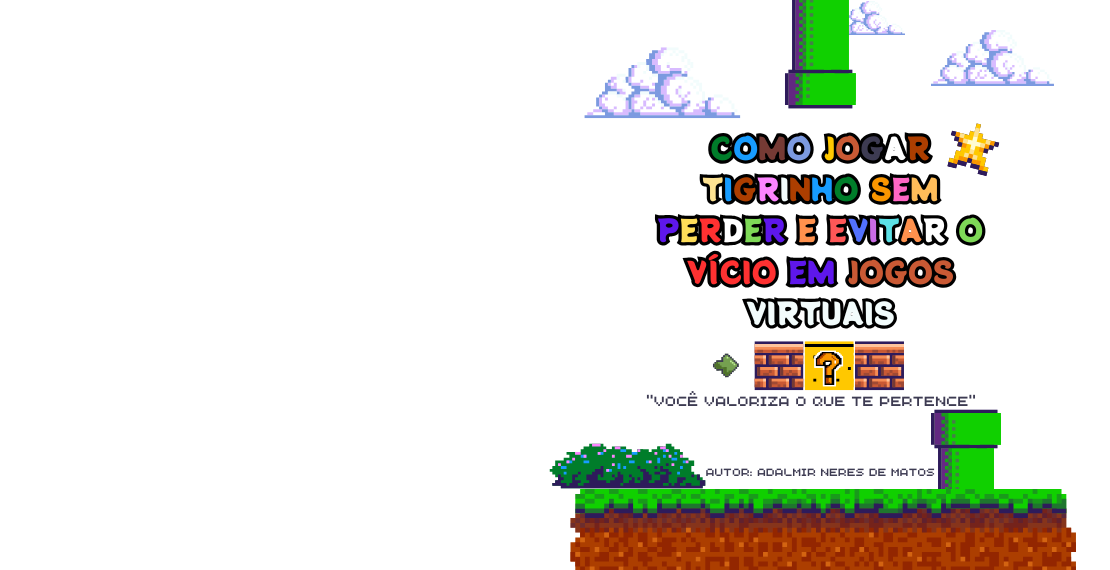 COMO JOGAR
TIGRINHO SEM
PERDER E EVITAR O
VÍCIO EM JOGOS
VIRTUAIS
?
"VOCÊ VALORIZA O QUE TE PERTENCE"
AUTOR: ADALMIR NERES DE MATOS